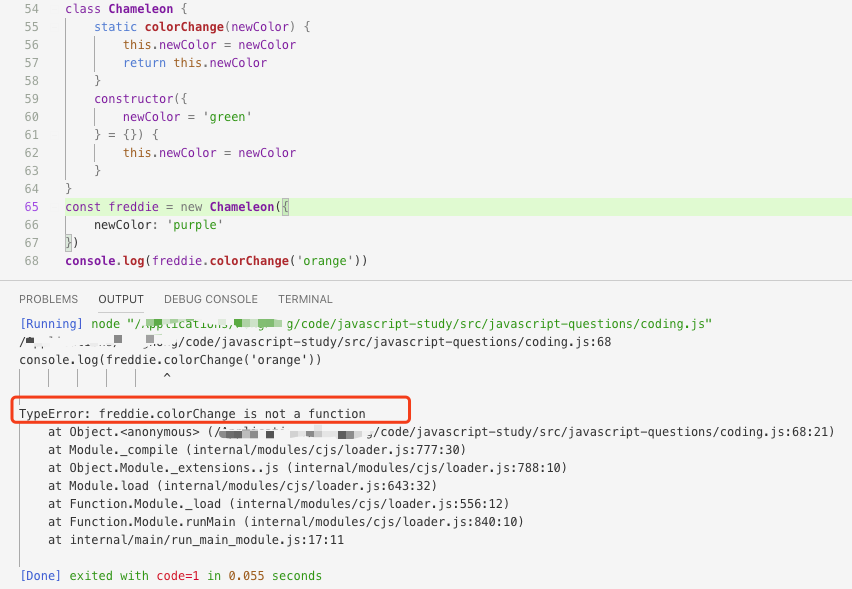 54 class Chameleon {
55 static colorChange(newColor) {
56 this.newColor = newColor
57 return this.newColor
58 }
59 constructor({
60 newColor = 'green'
61 } = {}) {
62 this.newColor = newColor
63 }
64 }
65 const freddie = new Chameleon({
66 newColor: 'purple'
67 })
68 console.log(freddie.colorChange('orange'))
PROBLEMS OUTPUT DEBUG CONSOLE TERMINAL
[Running] node "/ g/code/javascript-study/src/javascript-questions/coding.js"
/ g/code/javascript-study/src/javascript-questions/coding.js:68
console.log(freddie.colorChange('orange'))
^
TypeError: freddie.colorChange is not a function
at Object.<anonymous> (/ g/code/javascript-study/src/javascript-questions/coding.js:68:21)
at Module._compile (internal/modules/cjs/loader.js:777:30)
at Object.Module._extensions..js (internal/modules/cjs/loader.js:788:10)
at Module.load (internal/modules/cjs/loader.js:643:32)
at Function.Module._load (internal/modules/cjs/loader.js:556:12)
at Function.Module.runMain (internal/modules/cjs/loader.js:840:10)
at internal/main/run_main_module.js:17:11
[Done] exited with code=1 in 0.055 seconds